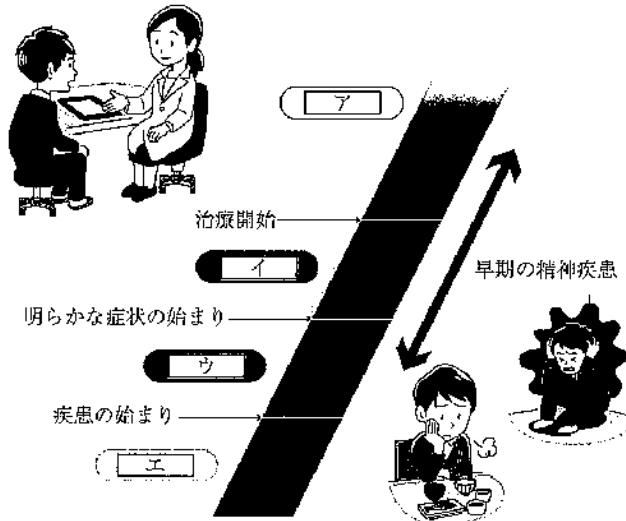 ア
治療開始
イ
早期の精神疾患
明らかな症状の始まり
ウ
疾患の始まり
エ